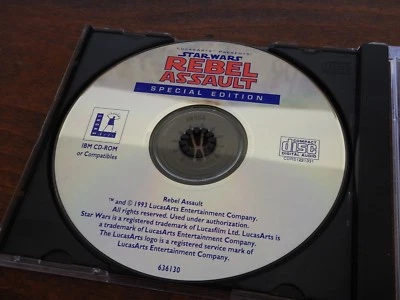 LUCASARTS PRESENTS
STAR WARS
REBEL
ASSAULT
SPECIAL EDITION
IBM CD-ROM
or Compatibles
COMPACT
disc
DIGITAL AUDIO
Rebel Assault
™ and © 1993 LucasArts Entertainment Company.
All rights reserved. Used under authorization.
Star Wars is a registered trademark of Lucasfilm Ltd. LucasArts is
a trademark of LucasArts Entertainment Company.
The LucasArts logo is a registered service mark of
LucasArts Entertainment Company.
636130